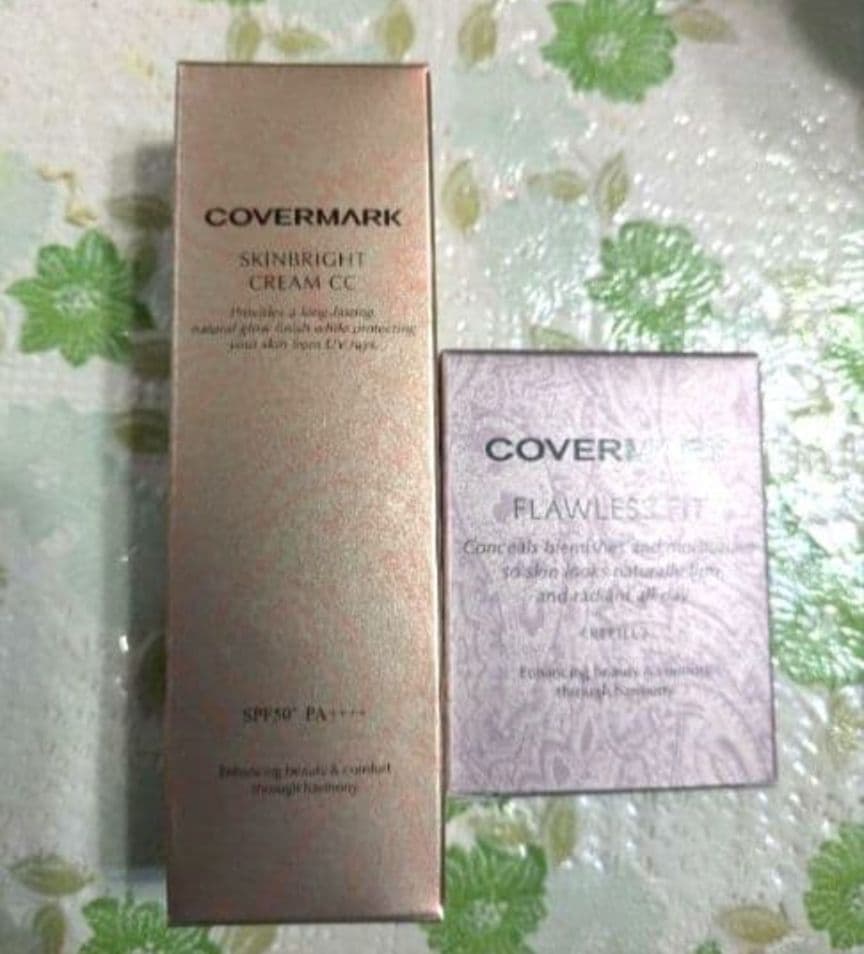 COVERMARK
SKINBRIGHT
CREAM CC
Provides a long-lasting
natural glow finish while protecting
your skin from UV rays.
SPF50+ PA++++
Enhancing beauty & comfort
through harmony
COVERMARK
FLAWLESS FIT
Conceals blemishes and
so skin looks naturally
and radiant all day
<REFILL>
Enhancing beauty & comfort
through harmony